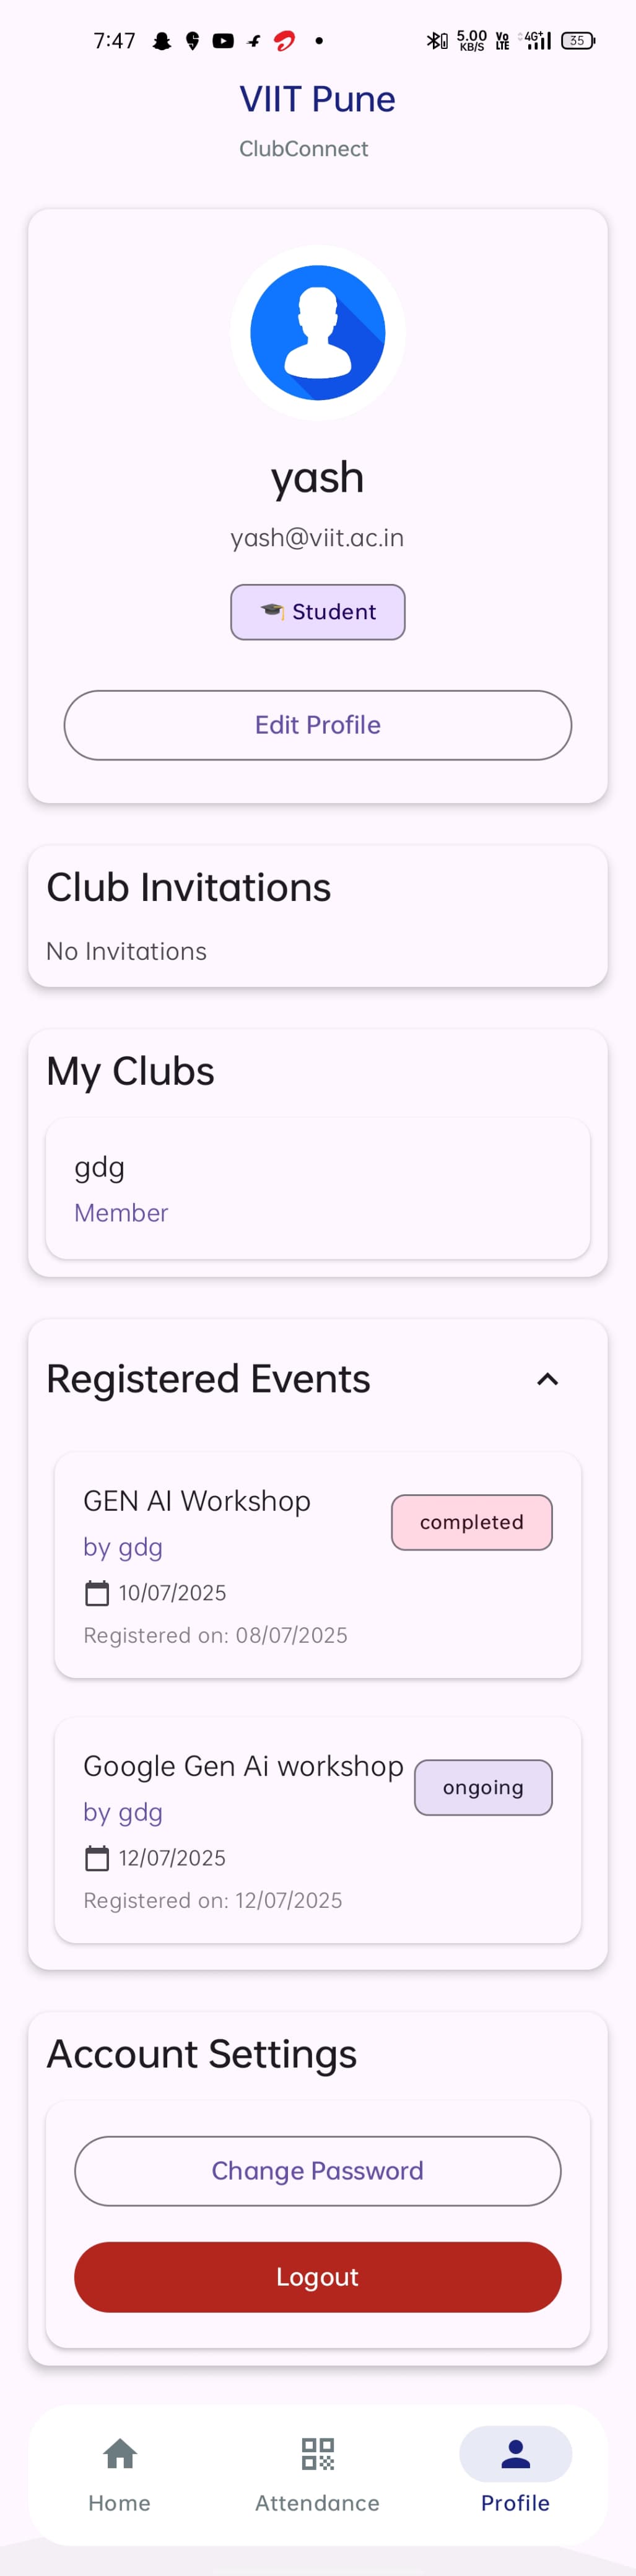 7:47
5.00 KB/S
Vo LTE
4G+
35
VIIT Pune
ClubConnect
yash
yash@viit.ac.in
🎓 Student
Edit Profile
Club Invitations
No Invitations
My Clubs
gdg
Member
Registered Events
GEN AI Workshop
completed
by gdg
10/07/2025
Registered on: 08/07/2025
Google Gen Ai workshop
ongoing
by gdg
12/07/2025
Registered on: 12/07/2025
Account Settings
Change Password
Logout
Home
Attendance
Profile